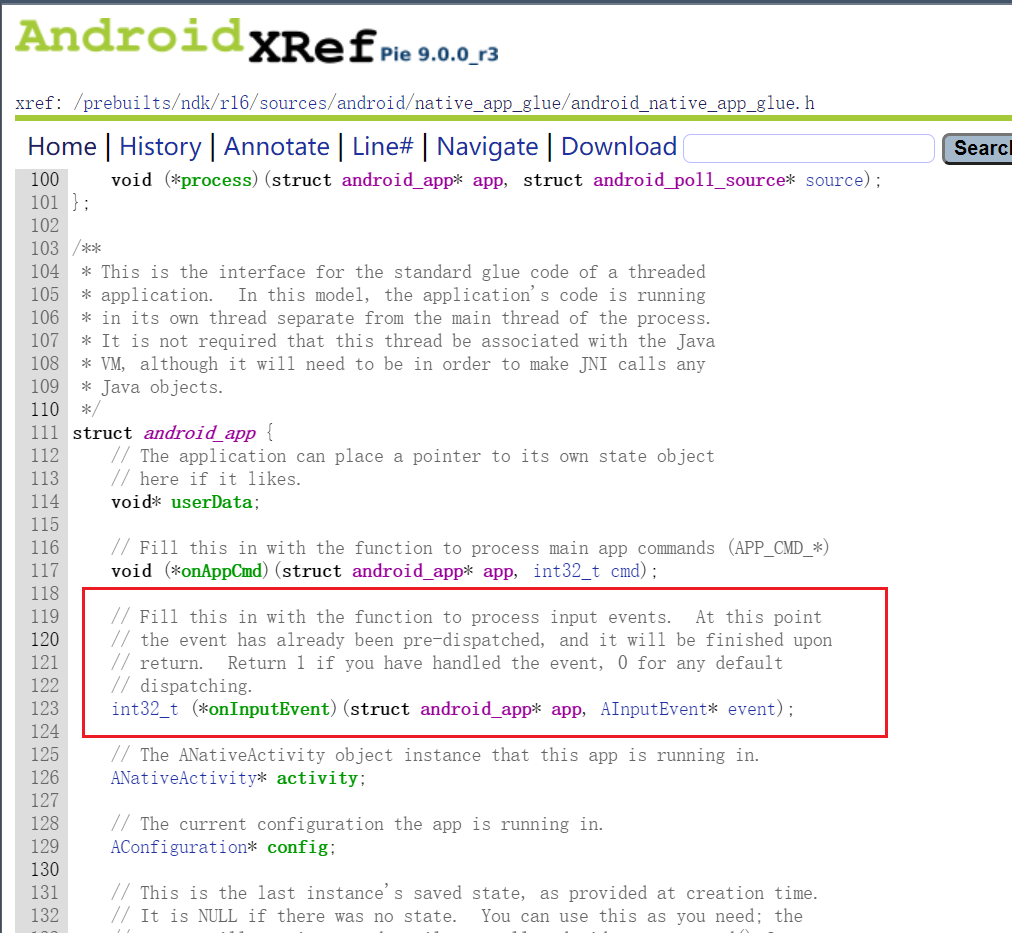 AndroidXRef Pie 9.0.0_r3
xref: /prebuilts/ndk/r16/sources/android/native_app_glue/android_native_app_glue.h
Home | History | Annotate | Line# | Navigate | Download
100     void (*process)(struct android_app* app, struct android_poll_source* source);
101 };
102
103 /**
104  * This is the interface for the standard glue code of a threaded
105  * application.  In this model, the application's code is running
106  * in its own thread separate from the main thread of the process.
107  * It is not required that this thread be associated with the Java
108  * VM, although it will need to be in order to make JNI calls any
109  * Java objects.
110  */
111 struct android_app {
112     // The application can place a pointer to its own state object
113     // here if it likes.
114     void* userData;
115
116     // Fill this in with the function to process main app commands (APP_CMD_*)
117     void (*onAppCmd)(struct android_app* app, int32_t cmd);
118
119     // Fill this in with the function to process input events.  At this point
120     // the event has already been pre-dispatched, and it will be finished upon
121     // return.  Return 1 if you have handled the event, 0 for any default
122     // dispatching.
123     int32_t (*onInputEvent)(struct android_app* app, AInputEvent* event);
124
125     // The ANativeActivity object instance that this app is running in.
126     ANativeActivity* activity;
127
128     // The current configuration the app is running in.
129     AConfiguration* config;
130
131     // This is the last instance's saved state, as provided at creation time.
132     // It is NULL if there was no state.  You can use this as you need; the